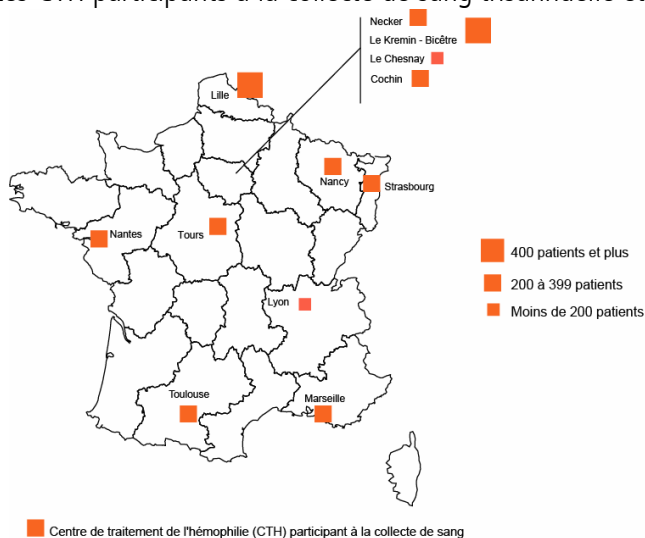 les CTH participants à la collecte de sang trisannuelle et
Necker
Le Kremin - Bicêtre
Le Chesnay
Cochin
Lille
Nancy
Strasbourg
Nantes
Tours
400 patients et plus
200 à 399 patients
Moins de 200 patients
Lyon
Toulouse
Marseille
Centre de traitement de l'hémophilie (CTH) participant à la collecte de sang